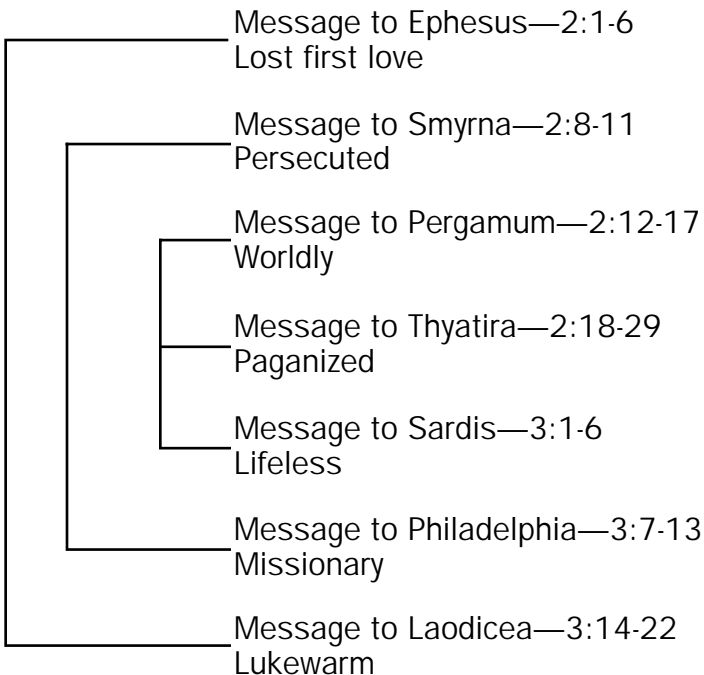 Message to Ephesus—2:1-6
Lost first love
Message to Smyrna—2:8-11
Persecuted
Message to Pergamum—2:12-17
Worldly
Message to Thyatira—2:18-29
Paganized
Message to Sardis—3:1-6
Lifeless
Message to Philadelphia—3:7-13
Missionary
Message to Laodicea—3:14-22
Lukewarm